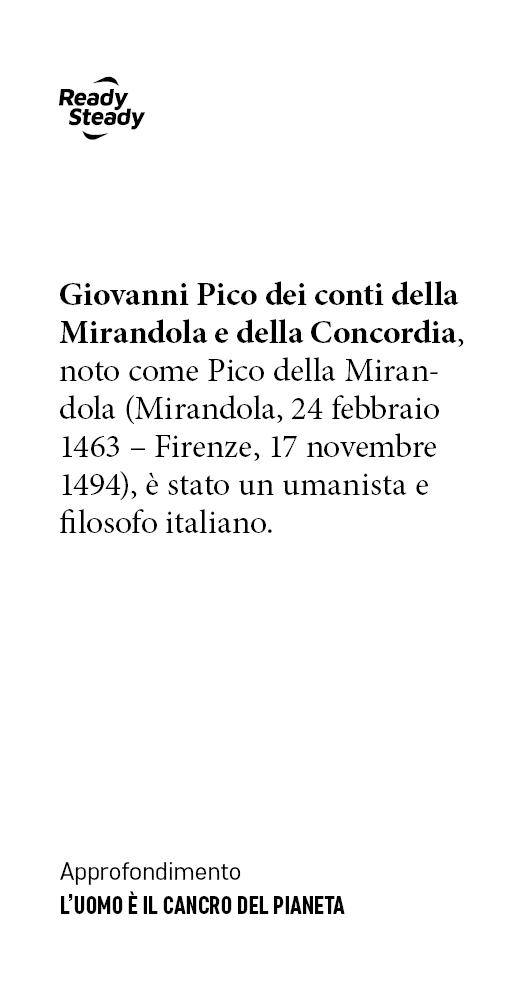 Ready
Steady
Giovanni Pico dei conti della
Mirandola e della Concordia,
noto come Pico della Miran-
dola (Mirandola, 24 febbraio
1463 – Firenze, 17 novembre
1494), è stato un umanista e
filosofo italiano.
Approfondimento
L’UOMO È IL CANCRO DEL PIANETA